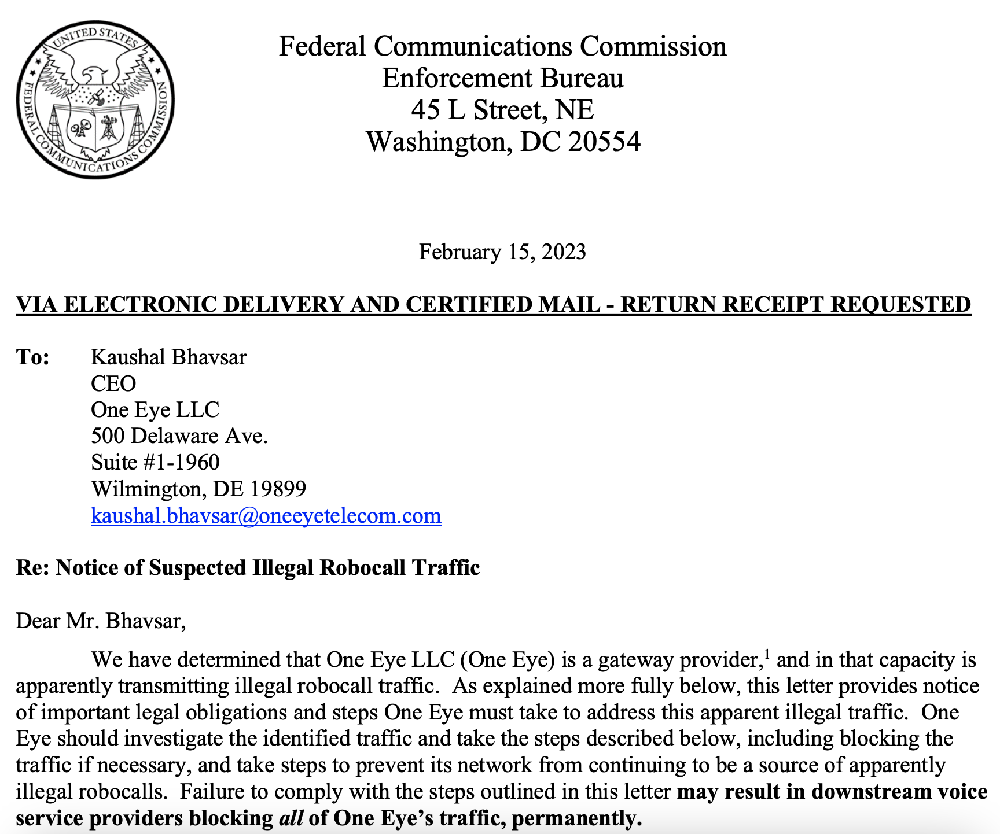 UNITED STATES
FEDERAL COMMUNICATIONS COMMISSION
Federal Communications Commission
Enforcement Bureau
45 L Street, NE
Washington, DC 20554
February 15, 2023
VIA ELECTRONIC DELIVERY AND CERTIFIED MAIL - RETURN RECEIPT REQUESTED
To: Kaushal Bhavsar
CEO
One Eye LLC
500 Delaware Ave.
Suite #1-1960
Wilmington, DE 19899
kaushal.bhavsar@oneeyetelecom.com
Re: Notice of Suspected Illegal Robocall Traffic
Dear Mr. Bhavsar,
We have determined that One Eye LLC (One Eye) is a gateway provider,¹ and in that capacity is
apparently transmitting illegal robocall traffic.  As explained more fully below, this letter provides notice
of important legal obligations and steps One Eye must take to address this apparent illegal traffic.  One
Eye should investigate the identified traffic and take the steps described below, including blocking the
traffic if necessary, and take steps to prevent its network from continuing to be a source of apparently
illegal robocalls.  Failure to comply with the steps outlined in this letter may result in downstream voice
service providers blocking all of One Eye’s traffic, permanently.